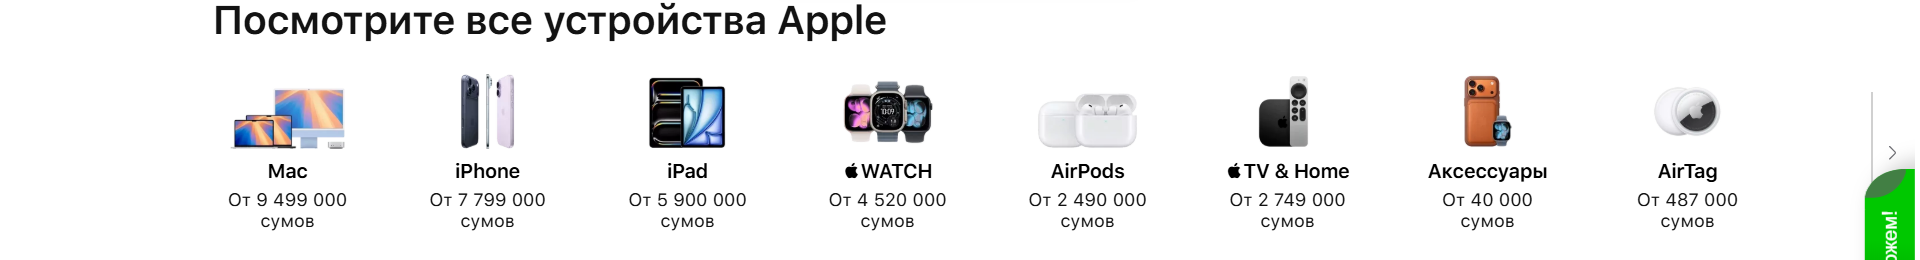 Посмотрите все устройства Apple
Mac
От 9 499 000
сумов
iPhone
От 7 799 000
сумов
iPad
От 5 900 000
сумов
WATCH
От 4 520 000
сумов
AirPods
От 2 490 000
сумов
TV & Home
От 2 749 000
сумов
Аксессуары
От 40 000
сумов
AirTag
От 487 000
сумов